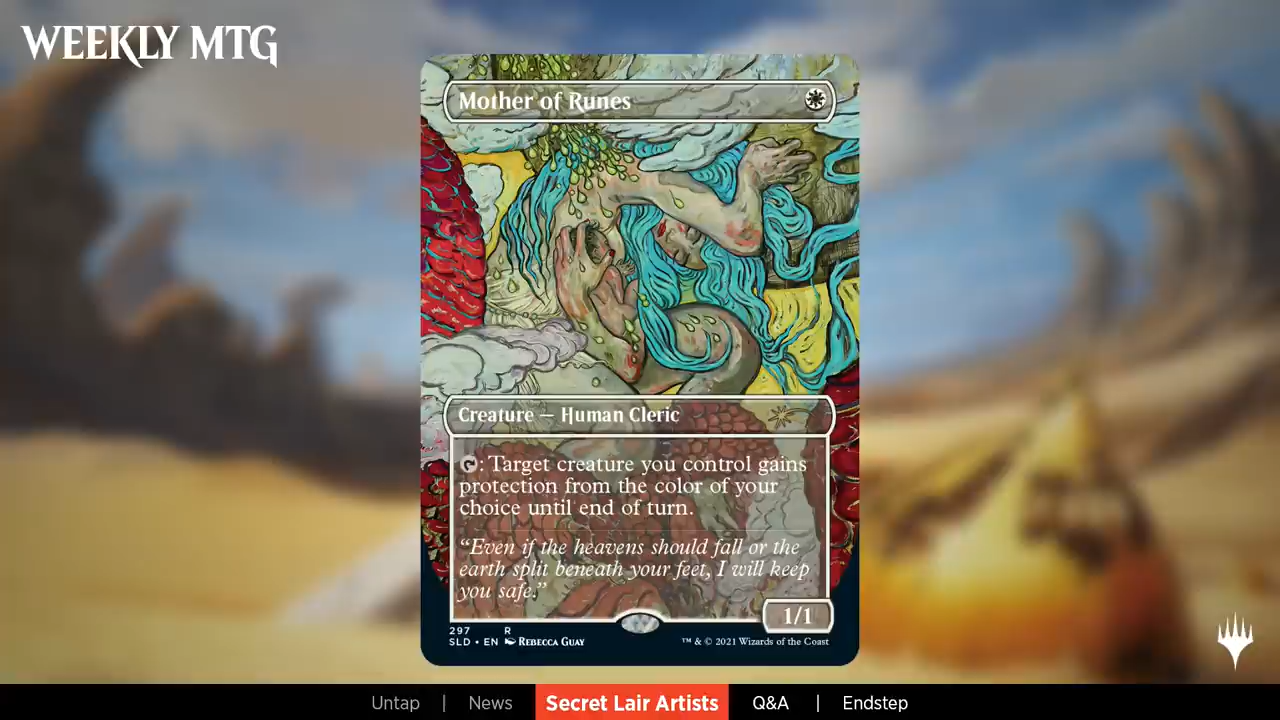 WEEKLY MTG
Mother of Runes
Creature — Human Cleric
: Target creature you control gains
protection from the color of your
choice until end of turn.
“Even if the heavens should fall or the
earth split beneath your feet, I will keep
you safe.”
1/1
297 R
SLD • EN REBECCA GUAY
™ & © 2021 Wizards of the Coast
Untap | News Secret Lair Artists Q&A | Endstep